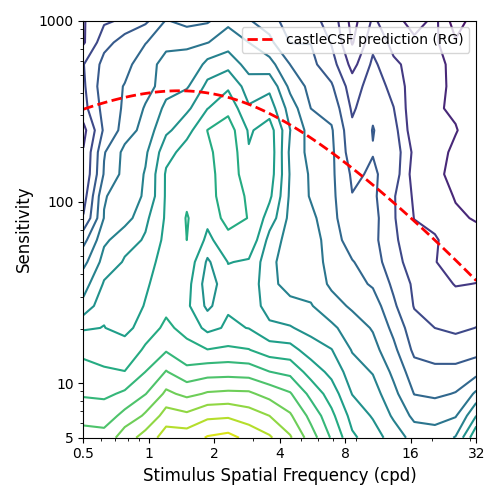 1000
castleCSF prediction (RG)
100
10
5
Sensitivity
0.5 1 2 4 8 16 32
Stimulus Spatial Frequency (cpd)